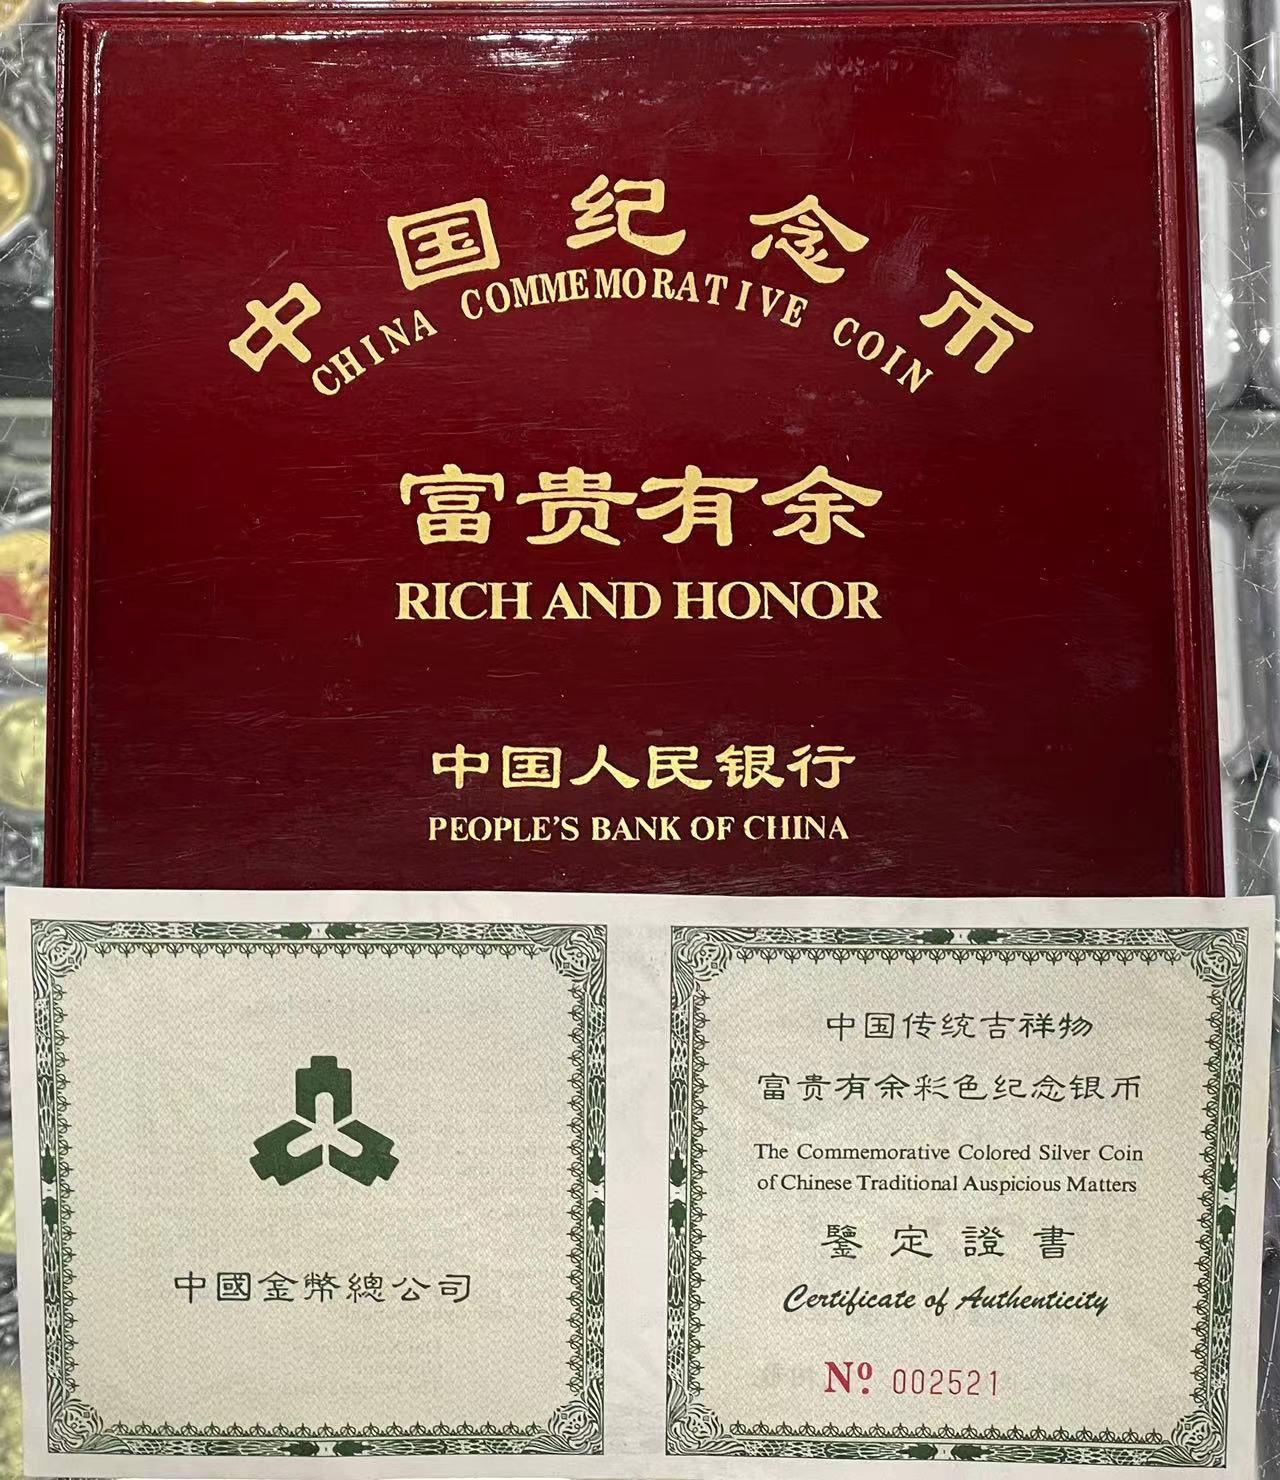 中国纪念币
CHINA COMMEMORATIVE COIN
富贵有余
RICH AND HONOR
中国人民银行
PEOPLE'S BANK OF CHINA
中國金幣總公司
中国传统吉祥物
富贵有余彩色纪念银币
The Commemorative Colored Silver Coin
of Chinese Traditional Auspicious Matters
鑒定證書
Certificate of Authenticity
Nº 002521